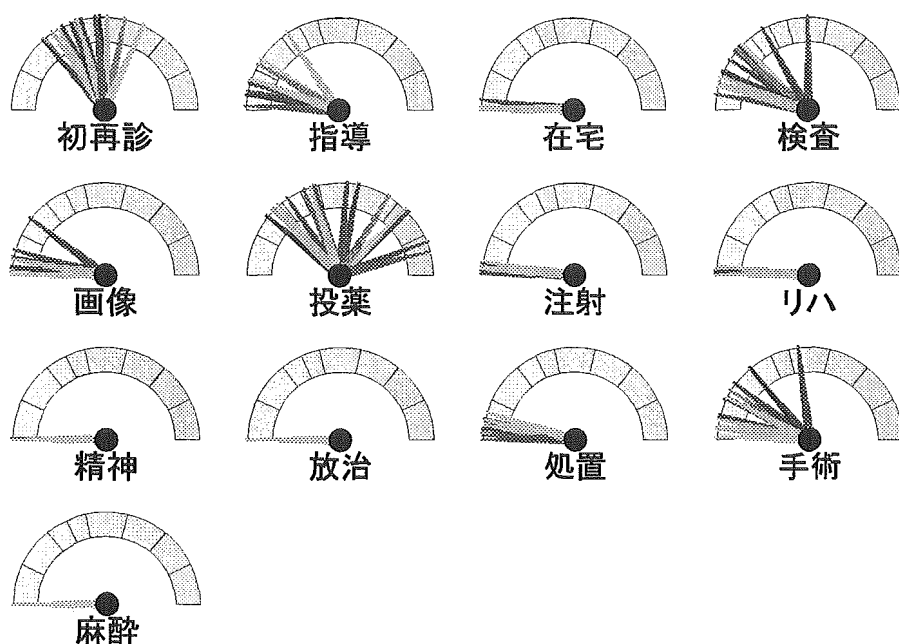 初再診
指導
在宅
検査
画像
投薬
注射
リハ
精神
放治
処置
手術
麻酔